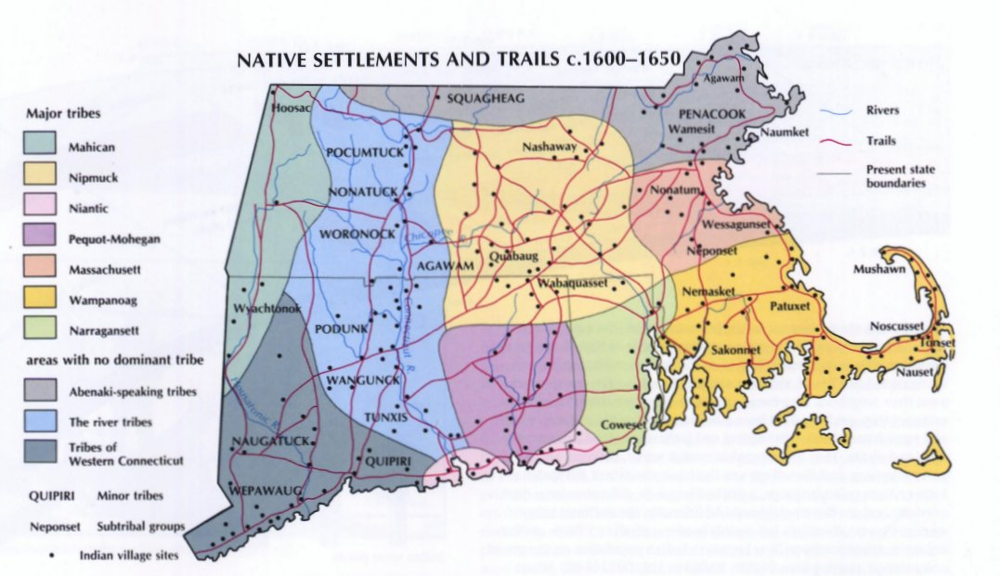 NATIVE SETTLEMENTS AND TRAILS c.1600–1650
Major tribes
Mahican
Nipmuck
Niantic
Pequot-Mohegan
Massachusett
Wampanoag
Narragansett
areas with no dominant tribe
Abenaki-speaking tribes
The river tribes
Tribes of
Western Connecticut
QUIPIRI Minor tribes
Neponset Subtribal groups
Indian village sites
Rivers
Trails
Present state
boundaries
Hoosac
SQUAGHEAG
Agawam
PENACOOK
Wamesit
Naumket
POCUMTUCK
Nashaway
NONATUCK
Nonatum
WORONOCK
Chicopee R.
Wessagunset
AGAWAM
Quabaug
Neponset
Mushawn
Wabaquasset
Nemasket
Wyachtonok
Patuxet
PODUNK
Connecticut R.
Noscusset
Tonset
Sakonnet
Nauset
WANGUNCK
Housatonic R.
TUNXIS
Coweset
NAUGATUCK
QUIPIRI
WEPAWAUG